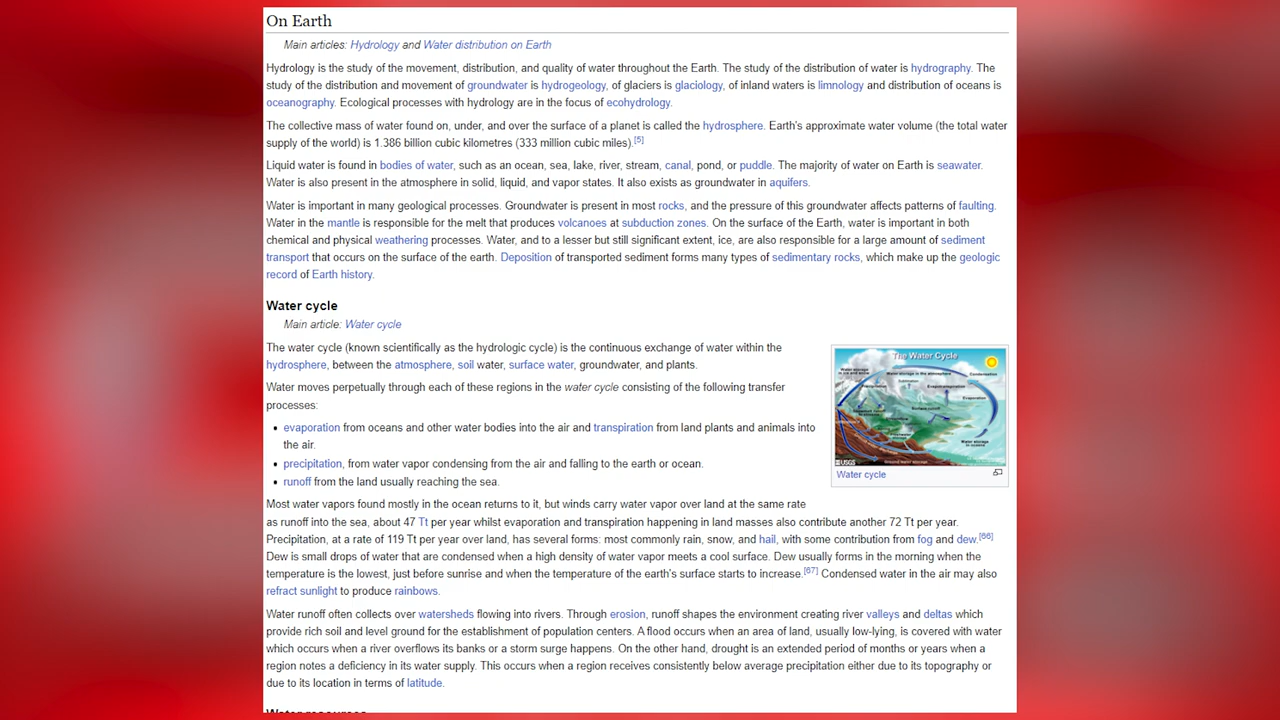 On Earth
Main articles: Hydrology and Water distribution on Earth
Hydrology is the study of the movement, distribution, and quality of water throughout the Earth. The study of the distribution of water is hydrography. The
study of the distribution and movement of groundwater is hydrogeology, of glaciers is glaciology, of inland waters is limnology and distribution of oceans is
oceanography. Ecological processes with hydrology are in the focus of ecohydrology.
The collective mass of water found on, under, and over the surface of a planet is called the hydrosphere. Earth's approximate water volume (the total water
supply of the world) is 1.386 billion cubic kilometres (333 million cubic miles).[5]
Liquid water is found in bodies of water, such as an ocean, sea, lake, river, stream, canal, pond, or puddle. The majority of water on Earth is seawater.
Water is also present in the atmosphere in solid, liquid, and vapor states. It also exists as groundwater in aquifers.
Water is important in many geological processes. Groundwater is present in most rocks, and the pressure of this groundwater affects patterns of faulting.
Water in the mantle is responsible for the melt that produces volcanoes at subduction zones. On the surface of the Earth, water is important in both
chemical and physical weathering processes. Water, and to a lesser but still significant extent, ice, are also responsible for a large amount of sediment
transport that occurs on the surface of the earth. Deposition of transported sediment forms many types of sedimentary rocks, which make up the geologic
record of Earth history.
Water cycle
Main article: Water cycle
The water cycle (known scientifically as the hydrologic cycle) is the continuous exchange of water within the
hydrosphere, between the atmosphere, soil water, surface water, groundwater, and plants.
Water moves perpetually through each of these regions in the water cycle consisting of the following transfer
processes:
• evaporation from oceans and other water bodies into the air and transpiration from land plants and animals into
the air.
• precipitation, from water vapor condensing from the air and falling to the earth or ocean.
• runoff from the land usually reaching the sea.
The Water Cycle
Water storage in the atmosphere
Condensation
Precipitation
Evapotranspiration
Evaporation
Surface runoff
USGS
Water cycle
Most water vapors found mostly in the ocean returns to it, but winds carry water vapor over land at the same rate
as runoff into the sea, about 47 Tt per year whilst evaporation and transpiration happening in land masses also contribute another 72 Tt per year.
Precipitation, at a rate of 119 Tt per year over land, has several forms: most commonly rain, snow, and hail, with some contribution from fog and dew.[66]
Dew is small drops of water that are condensed when a high density of water vapor meets a cool surface. Dew usually forms in the morning when the
temperature is the lowest, just before sunrise and when the temperature of the earth's surface starts to increase.[67] Condensed water in the air may also
refract sunlight to produce rainbows.
Water runoff often collects over watersheds flowing into rivers. Through erosion, runoff shapes the environment creating river valleys and deltas which
provide rich soil and level ground for the establishment of population centers. A flood occurs when an area of land, usually low-lying, is covered with water
which occurs when a river overflows its banks or a storm surge happens. On the other hand, drought is an extended period of months or years when a
region notes a deficiency in its water supply. This occurs when a region receives consistently below average precipitation either due to its topography or
due to its location in terms of latitude.